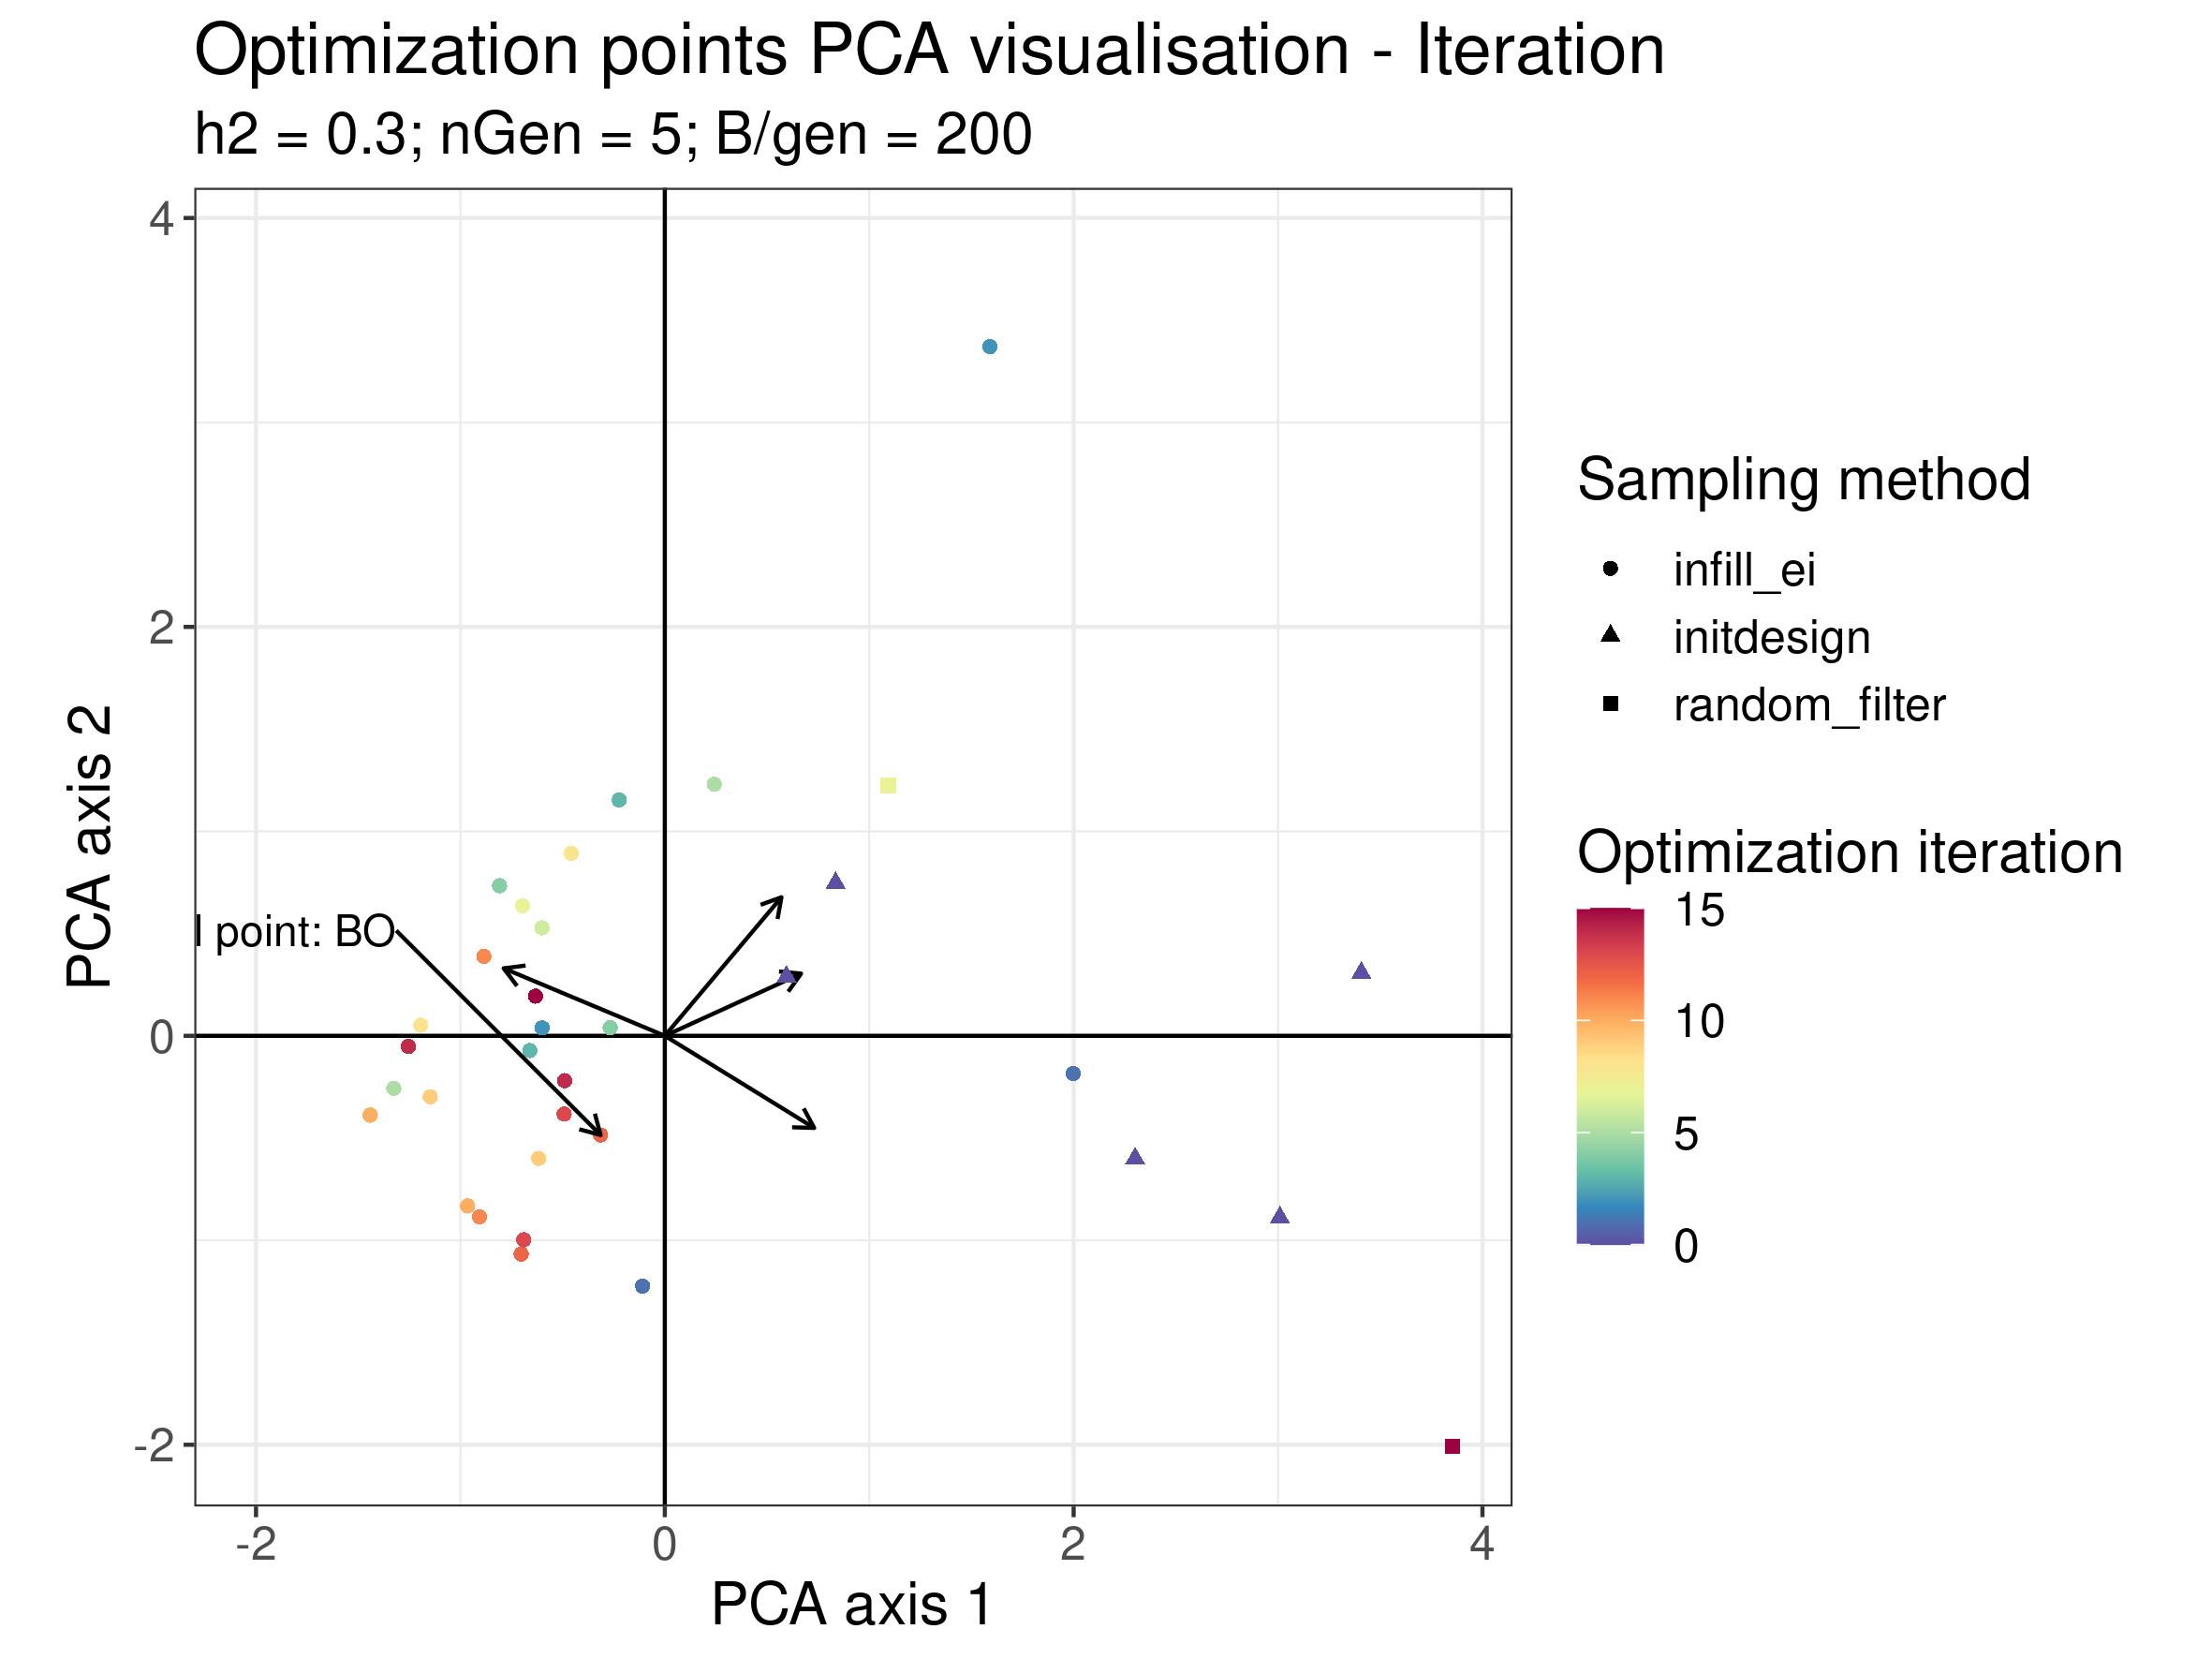 Optimization points PCA visualisation - Iteration
h2 = 0.3; nGen = 5; B/gen = 200
4
2
0
-2
PCA axis 2
l point: BO
-2
0
2
4
PCA axis 1
Sampling method
infill_ei
initdesign
random_filter
Optimization iteration
15
10
5
0